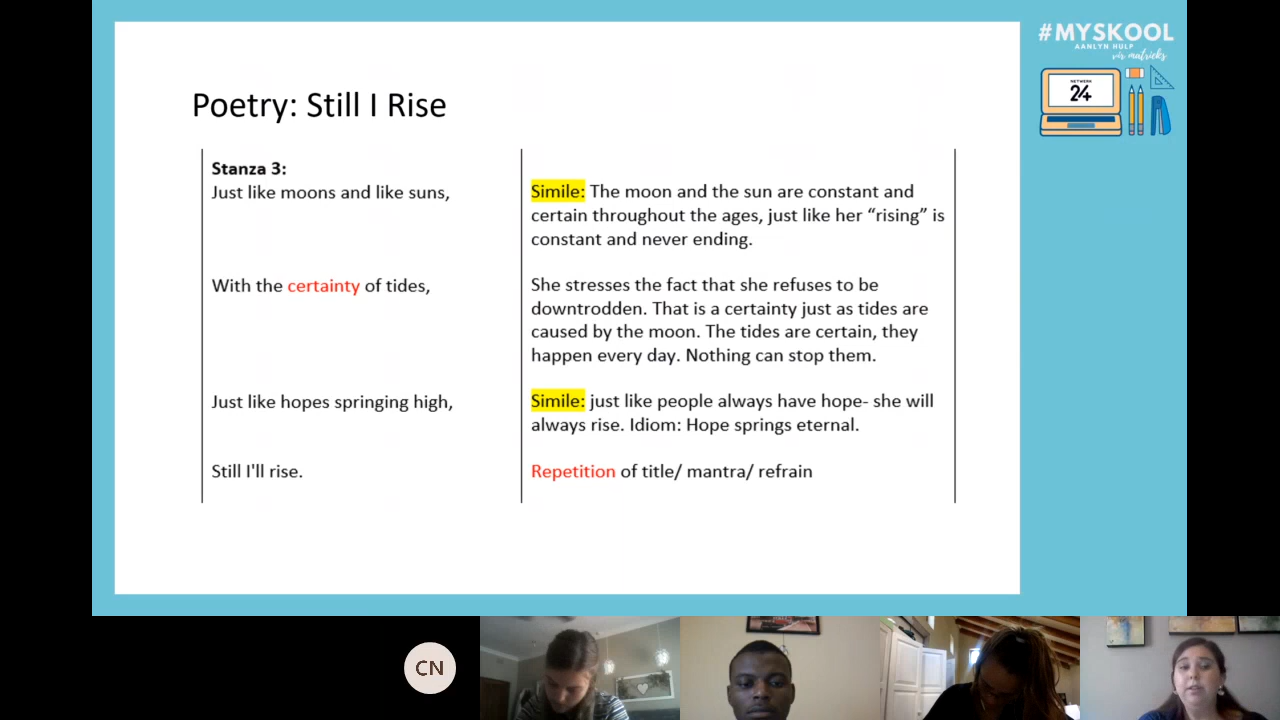 #MYSKOOL
AANLYN HULP
vir matrieks
NETWERK
24
Poetry: Still I Rise
Stanza 3:
Just like moons and like suns,
Simile: The moon and the sun are constant and
certain throughout the ages, just like her “rising” is
constant and never ending.
With the certainty of tides,
She stresses the fact that she refuses to be
downtrodden. That is a certainty just as tides are
caused by the moon. The tides are certain, they
happen every day. Nothing can stop them.
Just like hopes springing high,
Simile: just like people always have hope- she will
always rise. Idiom: Hope springs eternal.
Still I'll rise.
Repetition of title/ mantra/ refrain
CN